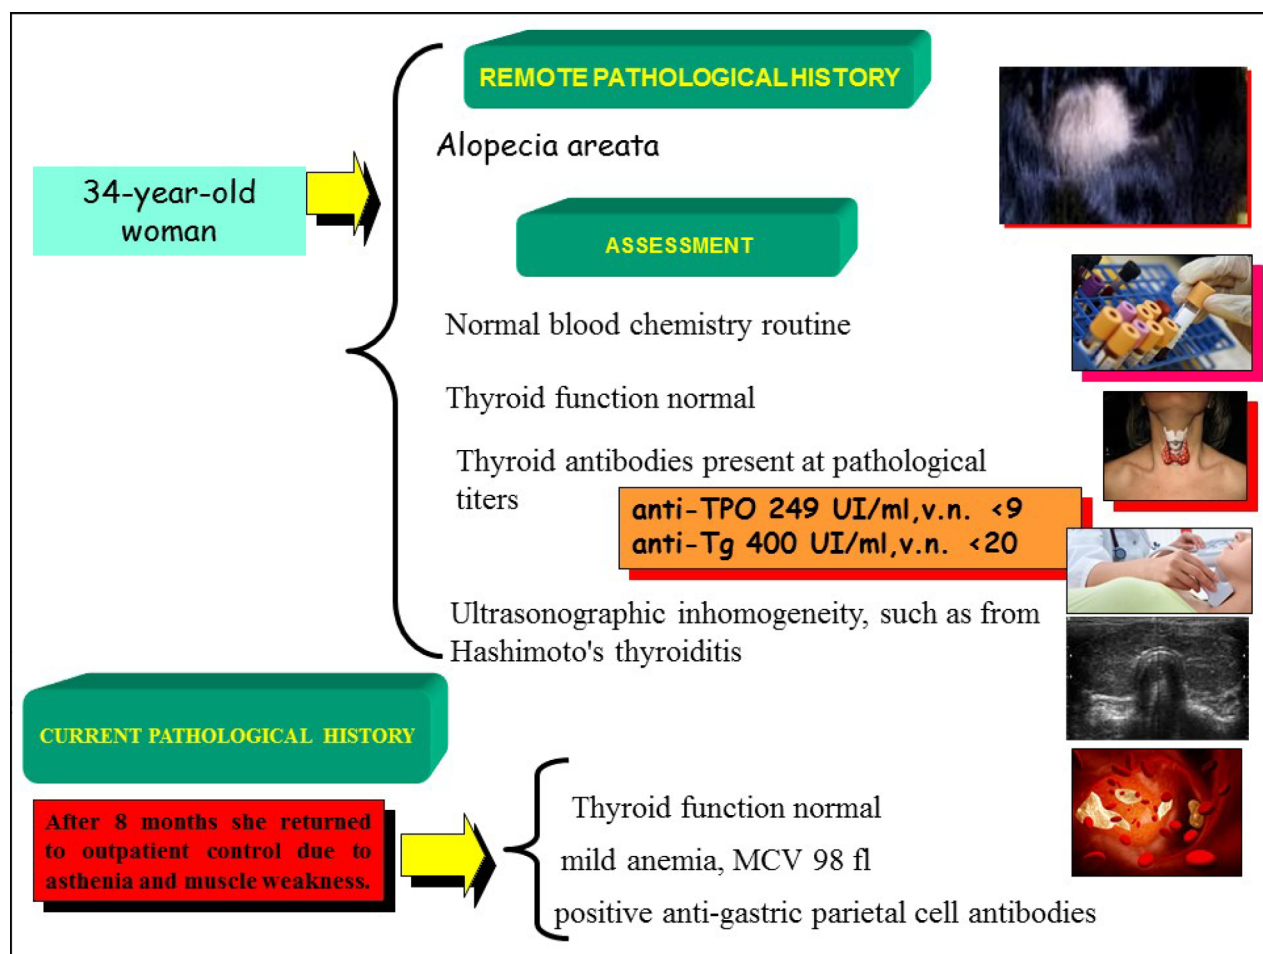 REMOTE PATHOLOGICAL HISTORY
Alopecia areata
34-year-old
woman
ASSESSMENT
Normal blood chemistry routine
Thyroid function normal
Thyroid antibodies present at pathological
titers
anti-TPO 249 UI/ml,v.n. <9
anti-Tg 400 UI/ml,v.n. <20
Ultrasonographic inhomogeneity, such as from
Hashimoto's thyroiditis
CURRENT PATHOLOGICAL HISTORY
After 8 months she returned
to outpatient control due to
asthenia and muscle weakness.
Thyroid function normal
mild anemia, MCV 98 fl
positive anti-gastric parietal cell antibodies